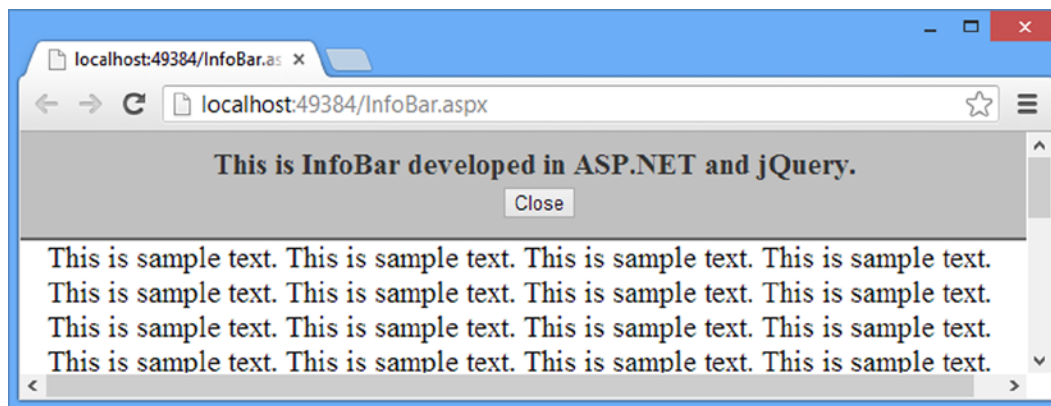 localhost:49384/InfoBar.as
localhost:49384/InfoBar.aspx
This is InfoBar developed in ASP.NET and jQuery.
Close
This is sample text. This is sample text. This is sample text. This is sample text.
This is sample text. This is sample text. This is sample text. This is sample text.
This is sample text. This is sample text. This is sample text. This is sample text.
This is sample text. This is sample text. This is sample text. This is sample text.